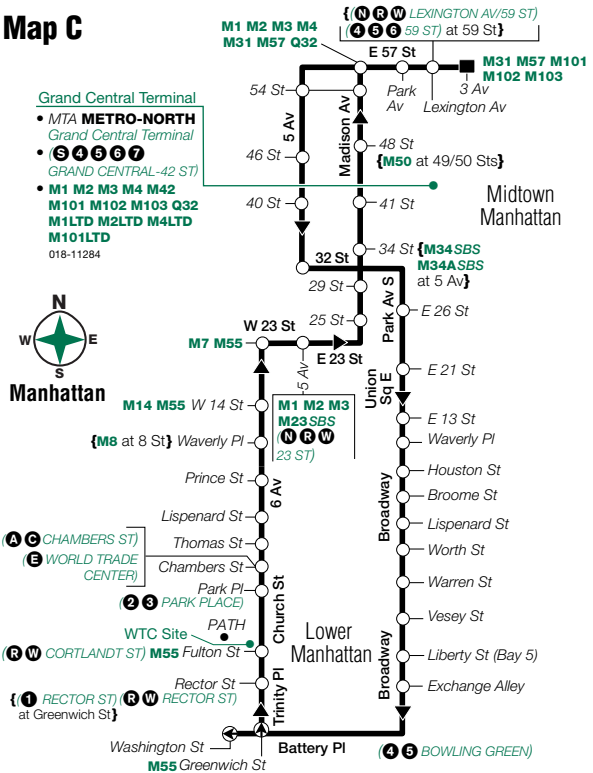 Map C
{(N R W LEXINGTON AV/59 ST)
(4 5 6 59 ST) at 59 St}
M1 M2 M3 M4
M31 M57 Q32
E 57 St
M31 M57 M101
M102 M103
3 Av
Park
Av
Lexington Av
Grand Central Terminal
• MTA METRO-NORTH
Grand Central Terminal
• (S 4 5 6 7
GRAND CENTRAL-42 ST)
• M1 M2 M3 M4 M42
M101 M102 M103 Q32
M1LTD M2LTD M4LTD
M101LTD
018-11284
54 St
5 Av
Madison Av
46 St
48 St
{M50 at 49/50 Sts}
40 St
41 St
Midtown
Manhattan
34 St {M34SBS
M34ASBS
at 5 Av}
32 St
29 St
25 St
Park Av S
E 26 St
N
W
E
S
Manhattan
W 23 St
M7 M55
E 23 St
5 Av
E 21 St
Union
Sq E
M14 M55 W 14 St
M1 M2 M3
M23SBS
(N R W
23 ST)
E 13 St
{M8 at 8 St} Waverly Pl
Waverly Pl
Prince St
6 Av
Houston St
Broome St
Broadway
Lispenard St
Lispenard St
Thomas St
Worth St
(A C CHAMBERS ST)
(E WORLD TRADE
CENTER)
Chambers St
Warren St
Park Pl
(2 3 PARK PLACE)
Church St
Vesey St
PATH
WTC Site
Lower
Manhattan
(R W CORTLANDT ST) M55 Fulton St
Liberty St (Bay 5)
Broadway
Rector St
{(1 RECTOR ST) (R W RECTOR ST)
at Greenwich St}
Trinity Pl
Exchange Alley
Washington St
Battery Pl
(4 5 BOWLING GREEN)
M55 Greenwich St